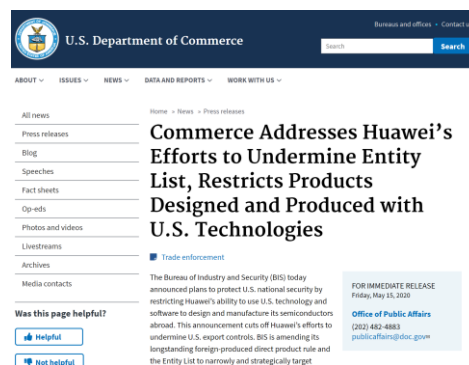 Bureaus and offices • Contact u
U.S. Department of Commerce
Search
Search
ABOUT
ISSUES
NEWS
DATA AND REPORTS
WORK WITH US
All news
Press releases
Blog
Speeches
Fact sheets
Op-eds
Photos and videos
Livestreams
Archives
Media contacts
Was this page helpful?
Helpful
Not helpful
Home » News » Press releases
Commerce Addresses Huawei's
Efforts to Undermine Entity
List, Restricts Products
Designed and Produced with
U.S. Technologies
Trade enforcement
The Bureau of Industry and Security (BIS) today
announced plans to protect U.S. national security by
restricting Huawei's ability to use U.S. technology and
software to design and manufacture its semiconductors
abroad. This announcement cuts off Huawei's efforts to
undermine U.S. export controls. BIS is amending its
longstanding foreign-produced direct product rule and
the Entity List to narrowly and strategically target
FOR IMMEDIATE RELEASE
Friday, May 15, 2020
Office of Public Affairs
(202) 482-4883
publicaffairs@doc.gov